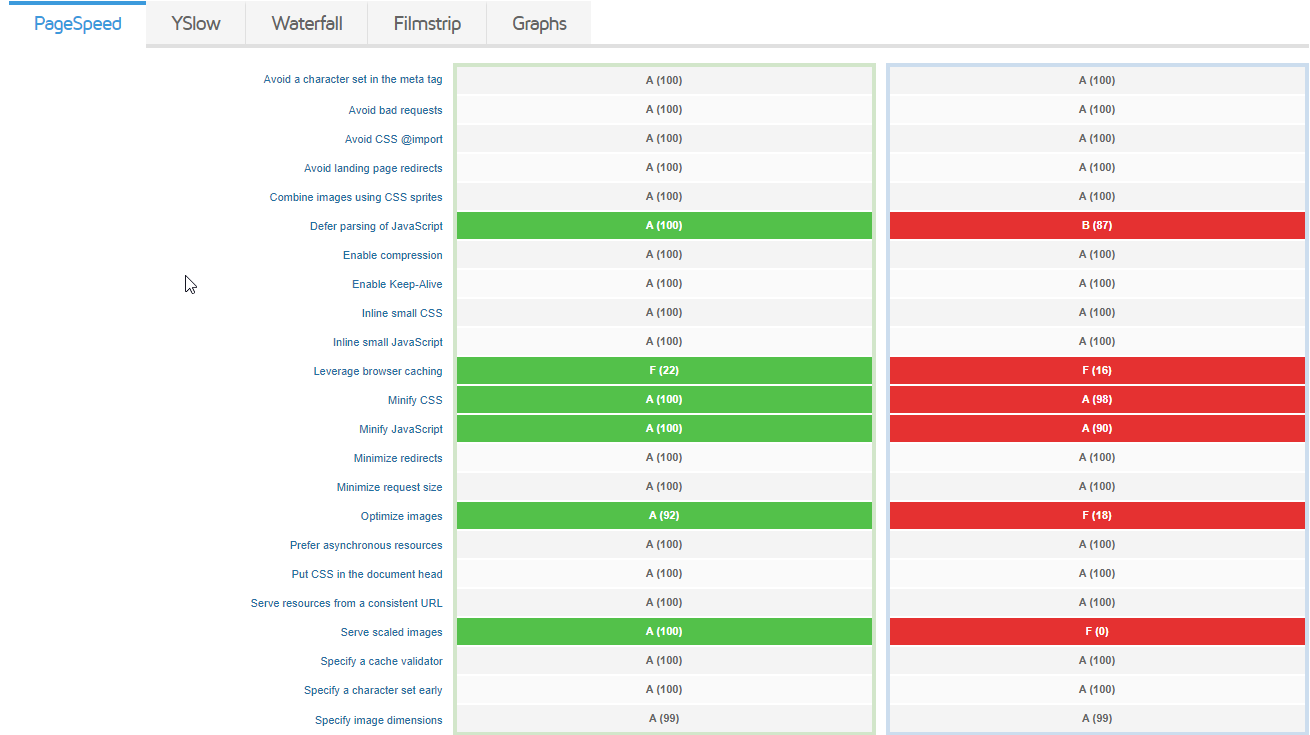 PageSpeed YSlow Waterfall Filmstrip Graphs
Avoid a character set in the meta tag A (100) A (100)
Avoid bad requests A (100) A (100)
Avoid CSS @import A (100) A (100)
Avoid landing page redirects A (100) A (100)
Combine images using CSS sprites A (100) A (100)
Defer parsing of JavaScript A (100) B (87)
Enable compression A (100) A (100)
Enable Keep-Alive A (100) A (100)
Inline small CSS A (100) A (100)
Inline small JavaScript A (100) A (100)
Leverage browser caching F (22) F (16)
Minify CSS A (100) A (98)
Minify JavaScript A (100) A (90)
Minimize redirects A (100) A (100)
Minimize request size A (100) A (100)
Optimize images A (92) F (18)
Prefer asynchronous resources A (100) A (100)
Put CSS in the document head A (100) A (100)
Serve resources from a consistent URL A (100) A (100)
Serve scaled images A (100) F (0)
Specify a cache validator A (100) A (100)
Specify a character set early A (100) A (100)
Specify image dimensions A (99) A (99)